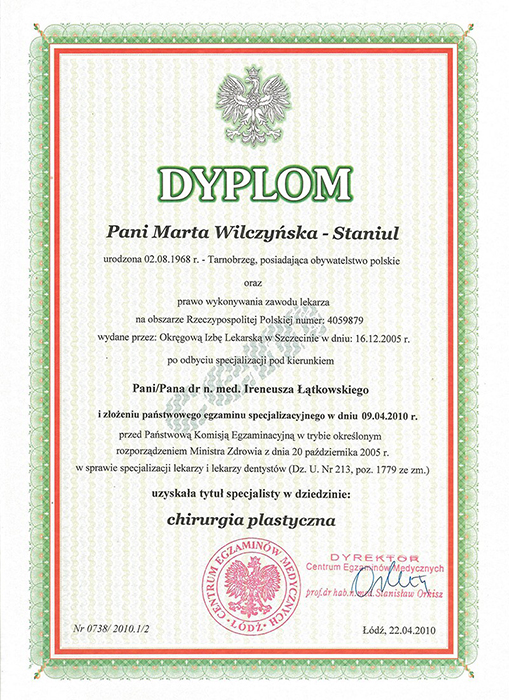 DYPLOM
Pani Marta Wilczyńska - Staniul
urodzona 02.08.1968 r. - Tarnobrzeg, posiadająca obywatelstwo polskie
oraz
prawo wykonywania zawodu lekarza
na obszarze Rzeczypospolitej Polskiej numer: 4059879
wydane przez: Okręgową Izbę Lekarską w Szczecinie w dniu: 16.12.2005 r.
po odbyciu specjalizacji pod kierunkiem
Pani/Pana dr n. med. Ireneusza Łątkowskiego
i złożeniu państwowego egzaminu specjalizacyjnego w dniu 09.04.2010 r.
przed Państwową Komisją Egzaminacyjną w trybie określonym
rozporządzeniem Ministra Zdrowia z dnia 20 października 2005 r.
w sprawie specjalizacji lekarzy i lekarzy dentystów (Dz. U. Nr 213, poz. 1779 ze zm.)
uzyskała tytuł specjalisty w dziedzinie:
chirurgia plastyczna
CENTRUM EGZAMINÓW MEDYCZNYCH
ŁÓDŹ
DYREKTOR
Centrum Egzaminów Medycznych
prof. dr hab. n. med. Stanisław Orkisz
Nr 0738/ 2010.1/2
Łódź, 22.04.2010